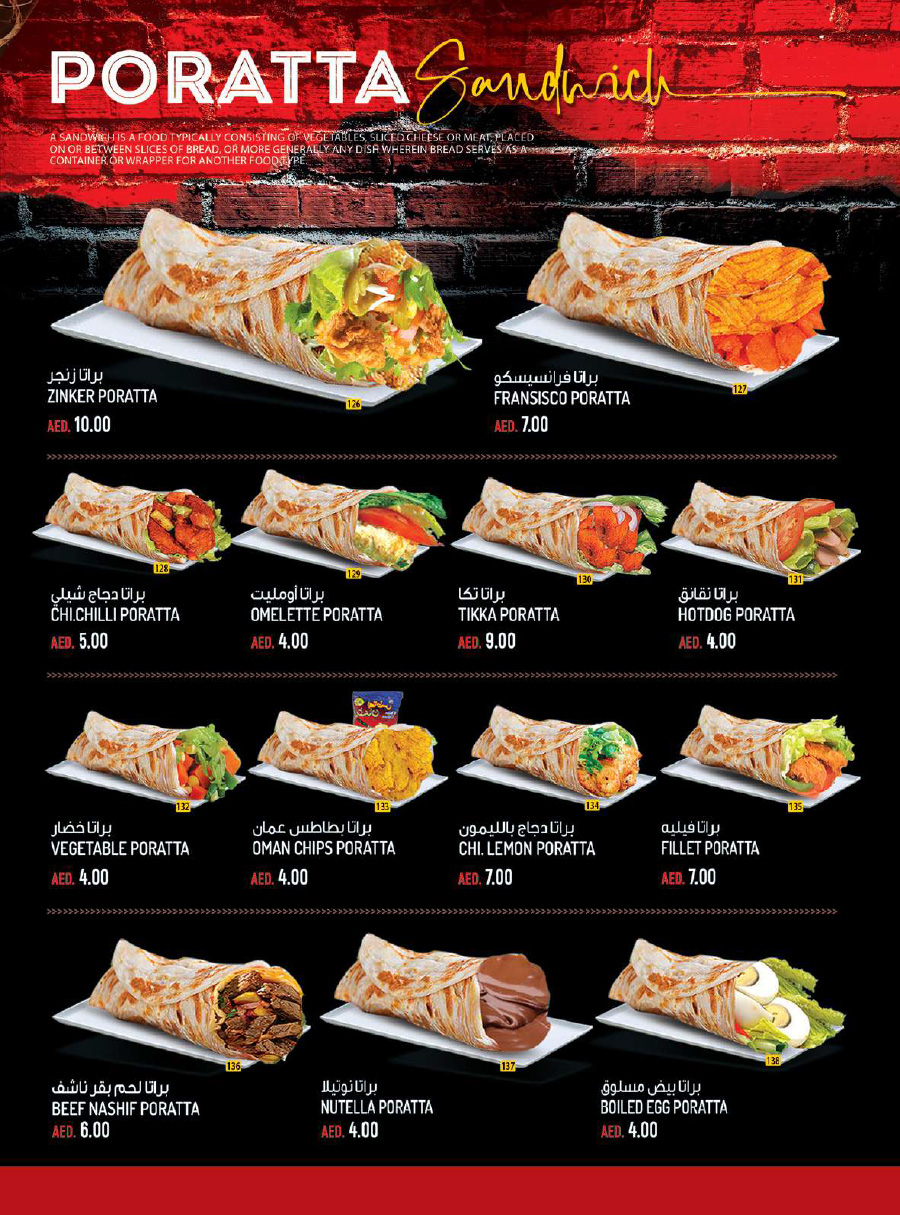 PORATTA Sandwich
A SANDWICH IS A FOOD TYPICALLY CONSISTING OF VEGETABLES, SLICED CHEESE OR MEAT, PLACED
ON OR BETWEEN SLICES OF BREAD, OR MORE GENERALLY ANY DISH WHEREIN BREAD SERVES AS A
CONTAINER OR WRAPPER FOR ANOTHER FOOD TYPE.
126
براتا زنجر
ZINKER PORATTA
AED. 10.00
127
براتا فرانسيسكو
FRANSISCO PORATTA
AED. 7.00
128
براتا دجاج شيلي
CHI.CHILLI PORATTA
AED. 5.00
129
براتا أومليت
OMELETTE PORATTA
AED. 4.00
130
براتا تكا
TIKKA PORATTA
AED. 9.00
131
براتا نقانق
HOTDOG PORATTA
AED. 4.00
132
براتا خضار
VEGETABLE PORATTA
AED. 4.00
133
براتا بطاطس عمان
OMAN CHIPS PORATTA
AED. 4.00
134
براتا دجاج بالليمون
CHI. LEMON PORATTA
AED. 7.00
135
براتا فيليه
FILLET PORATTA
AED. 7.00
136
براتا لحم بقر ناشف
BEEF NASHIF PORATTA
AED. 6.00
137
براتا نوتيلا
NUTELLA PORATTA
AED. 4.00
138
براتا بيض مسلوق
BOILED EGG PORATTA
AED. 4.00